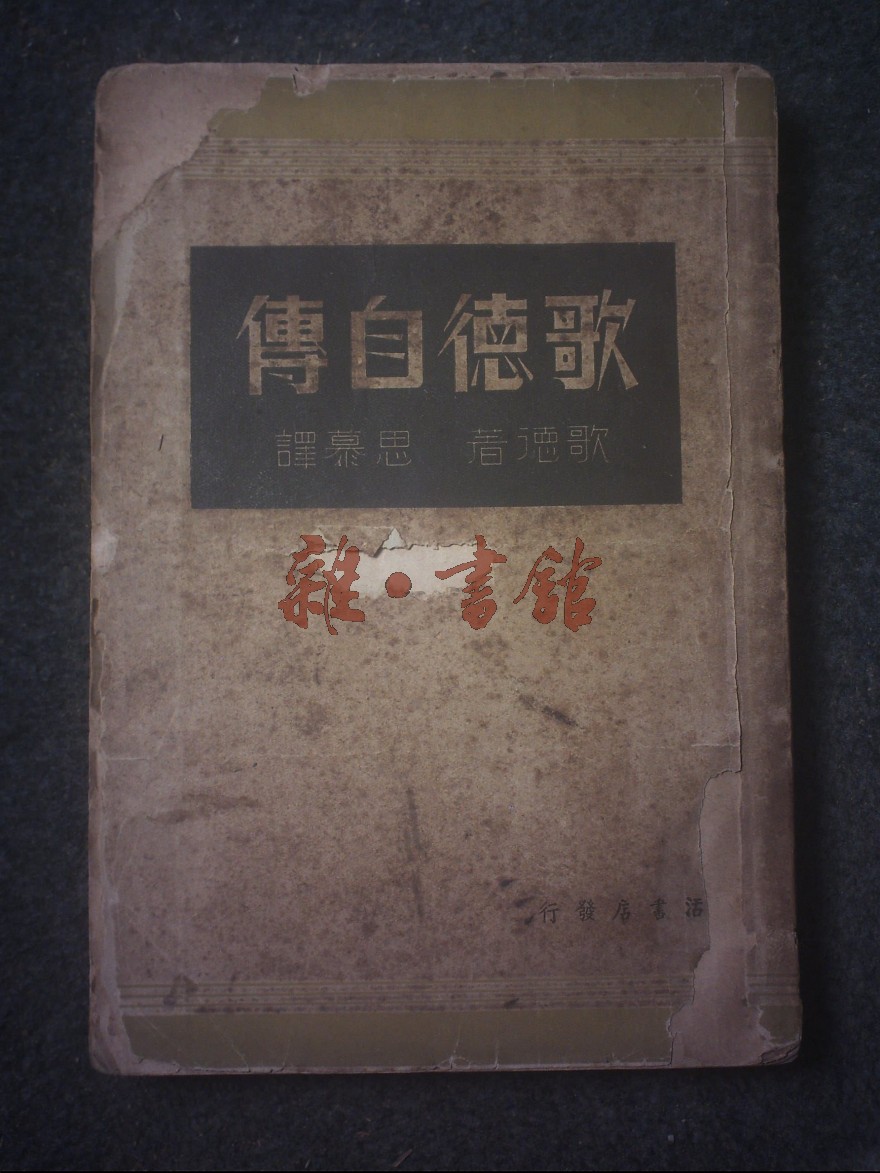 歌德自傳
歌德著 思慕譯
雜·書館
活書店發行